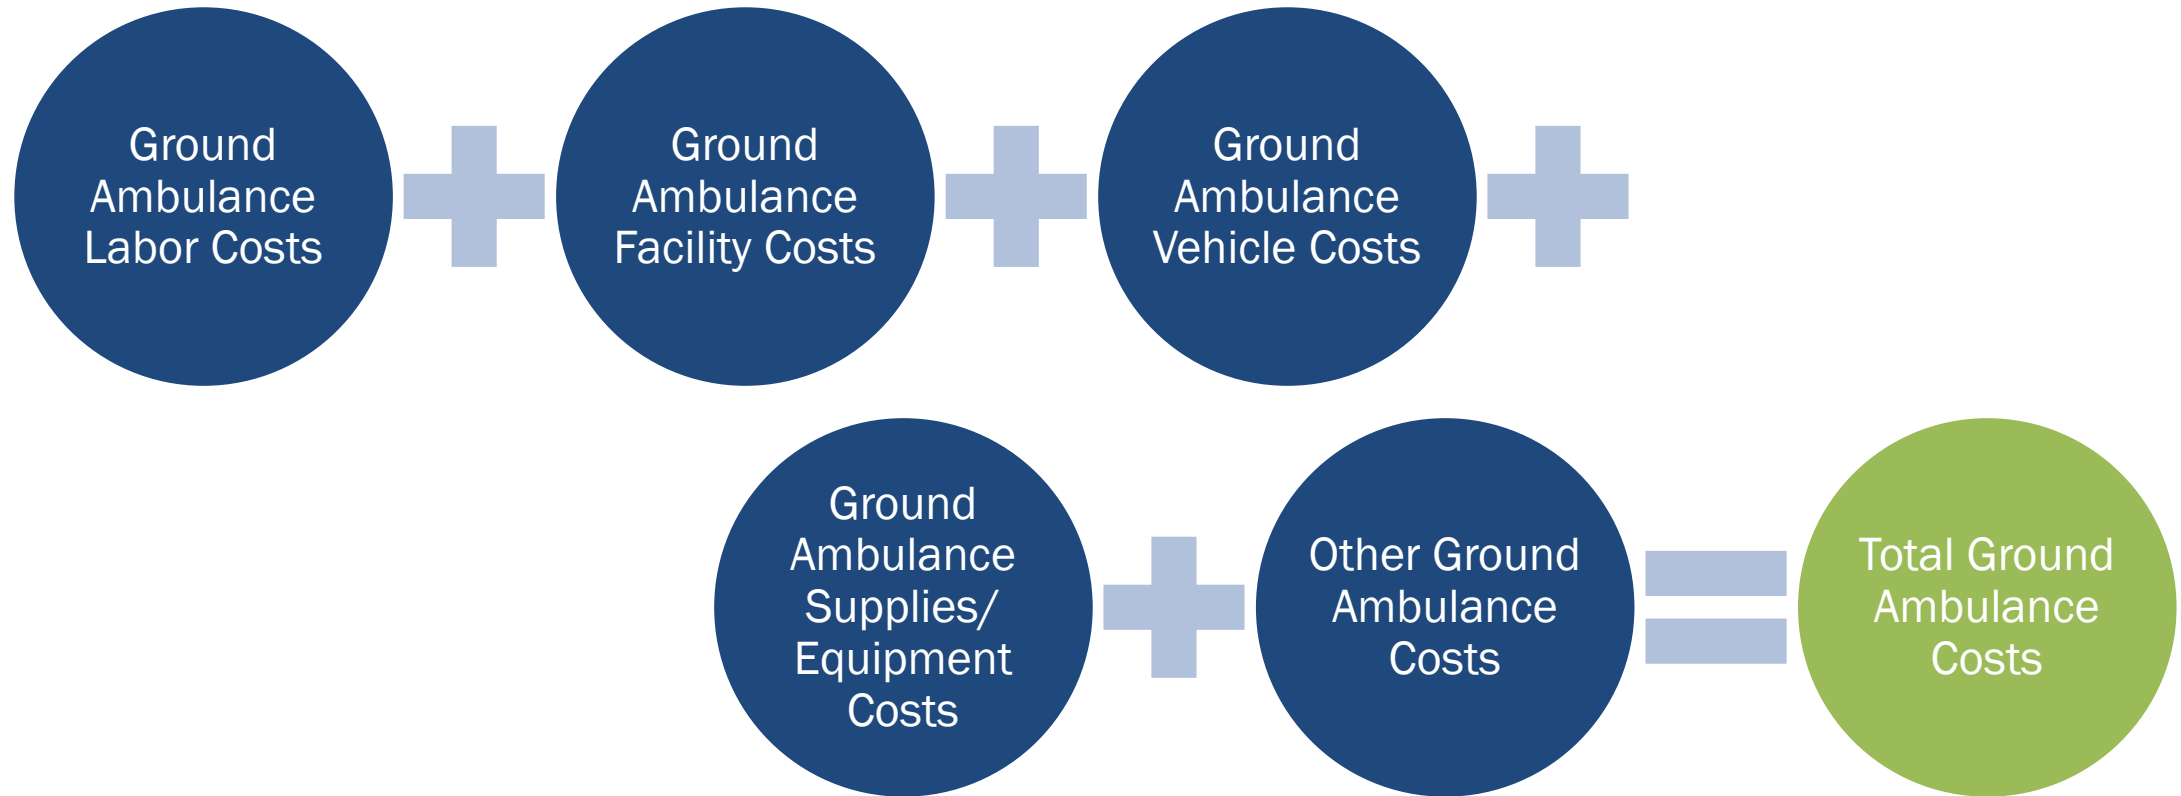 Ground
Ambulance
Labor Costs
Ground
Ambulance
Facility Costs
Ground
Ambulance
Vehicle Costs
Ground
Ambulance
Supplies/
Equipment
Costs
Other Ground
Ambulance
Costs
Total Ground
Ambulance
Costs